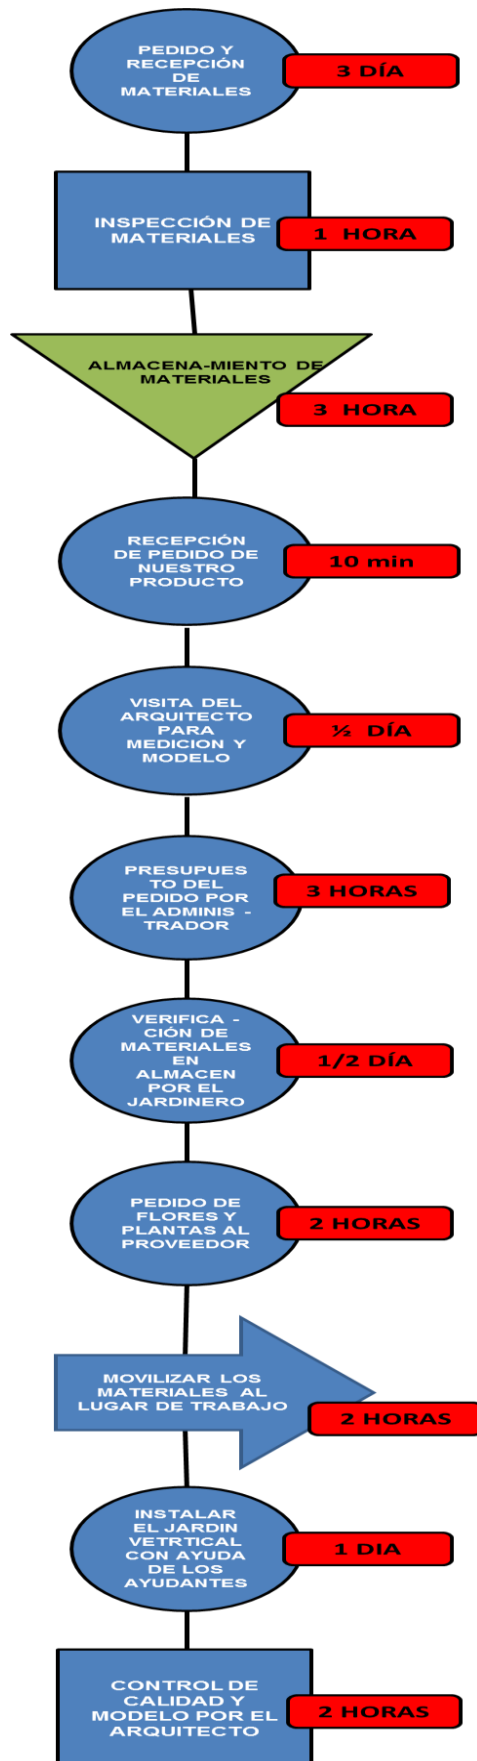 PEDIDO Y
RECEPCIÓN
DE
MATERIALES
3 DÍA
INSPECCIÓN DE
MATERIALES
1 HORA
ALMACENA-MIENTO DE
MATERIALES
3 HORA
RECEPCIÓN
DE PEDIDO DE
NUESTRO
PRODUCTO
10 min
VISITA DEL
ARQUITECTO
PARA
MEDICION Y
MODELO
½ DÍA
PRESUPUES
TO DEL
PEDIDO POR
EL ADMINIS -
TRADOR
3 HORAS
VERIFICA -
CIÓN DE
MATERIALES
EN
ALMACEN
POR EL
JARDINERO
1/2 DÍA
PEDIDO DE
FLORES Y
PLANTAS AL
PROVEEDOR
2 HORAS
MOVILIZAR LOS
MATERIALES AL
LUGAR DE TRABAJO
2 HORAS
INSTALAR
EL JARDIN
VETRTICAL
CON AYUDA
DE LOS
AYUDANTES
1 DIA
CONTROL DE
CALIDAD Y
MODELO POR EL
ARQUITECTO
2 HORAS